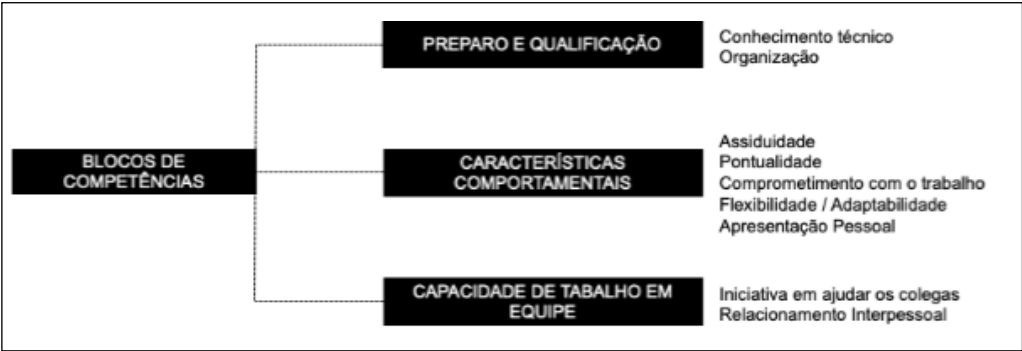 PREPARO E QUALIFICAÇÃO
Conhecimento técnico
Organização
BLOCOS DE
COMPETÊNCIAS
CARACTERÍSTICAS
COMPORTAMENTAIS
Assiduidade
Pontualidade
Comprometimento com o trabalho
Flexibilidade / Adaptabilidade
Apresentação Pessoal
CAPACIDADE DE TABALHO EM
EQUIPE
Iniciativa em ajudar os colegas
Relacionamento Interpessoal